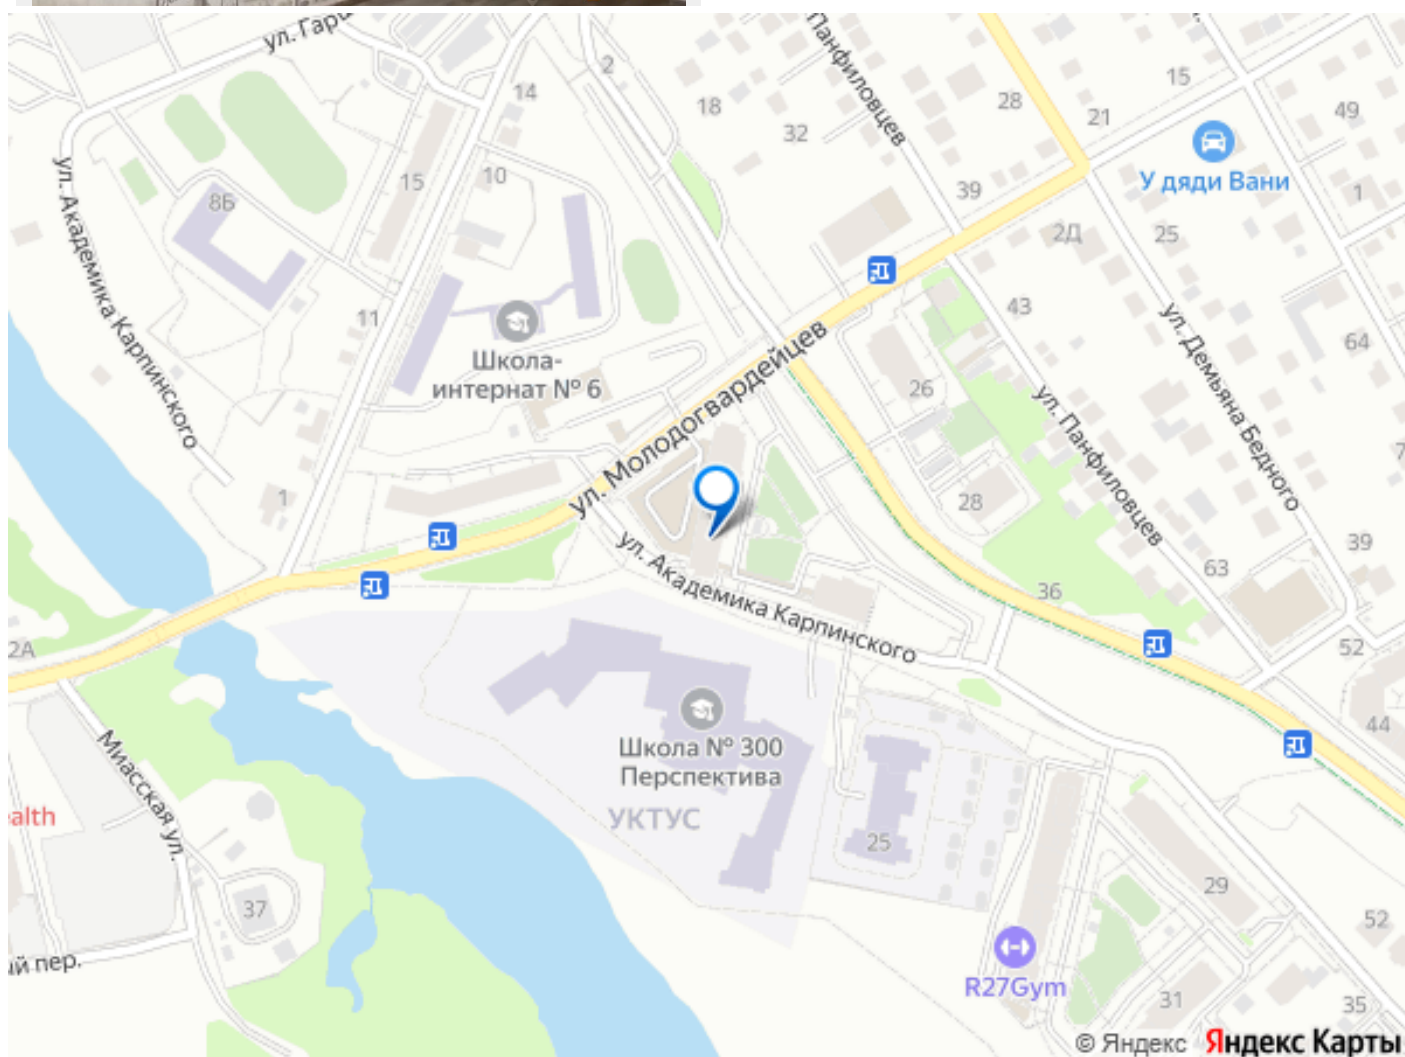 ул. Гарш
2
Панфиловцев
14
18
32
28
21
15
49
У дяди Вани
1
ул. Академика Карпинского
8Б
15
10
39
2Д
25
11
43
64
Школа-
интернат № 6
ул. Молодогвардейцев
26
ул. Панфиловцев
ул. Демьяна Бедного
7
1
28
39
63
36
ул. Академика Карпинского
2А
52
44
Миасская ул.
Школа № 300
Перспектива
УКТУС
alth
25
29
37
52
ий пер.
R27Gym
31
35
© Яндекс Яндекс Карты